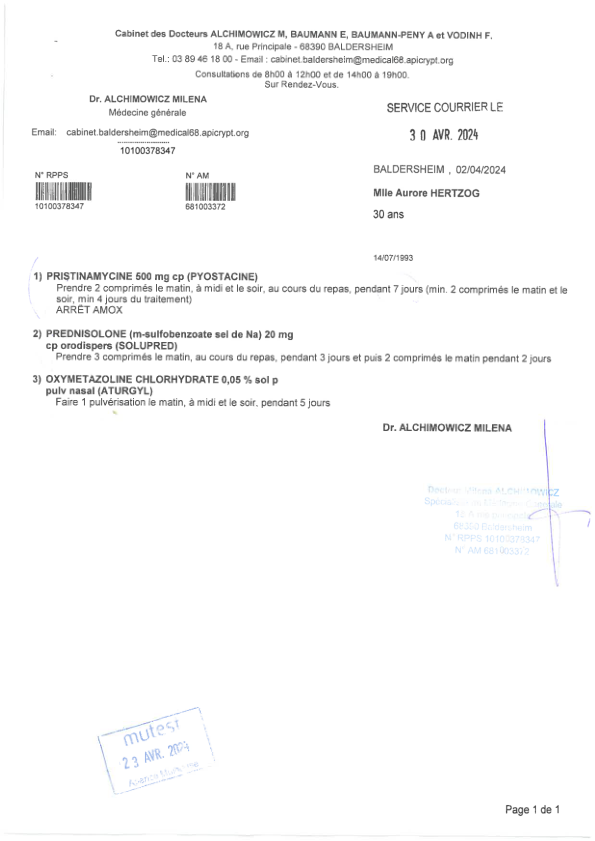 Cabinet des Docteurs ALCHIMOWICZ M, BAUMANN E, BAUMANN-PENY A et VODINH F.
18 A, rue Principale - 68390 BALDERSHEIM
Tel.: 03 89 46 18 00 - Email : cabinet.baldersheim@medical68.apicrypt.org
Consultations de 8h00 à 12h00 et de 14h00 à 19h00.
Sur Rendez-Vous.
Dr. ALCHIMOWICZ MILENA
Médecine générale
Email: cabinet.baldersheim@medical68.apicrypt.org
10100378347
N° RPPS
10100378347
N° AM
681003372
SERVICE COURRIER LE
30 AVR. 2024
BALDERSHEIM , 02/04/2024
Mlle Aurore HERTZOG
30 ans
14/07/1993
1) PRISTINAMYCINE 500 mg cp (PYOSTACINE)
Prendre 2 comprimés le matin, à midi et le soir, au cours du repas, pendant 7 jours (min. 2 comprimés le matin et le
soir, min 4 jours du traitement)
ARRÊT AMOX
2) PREDNISOLONE (m-sulfobenzoate sel de Na) 20 mg
cp orodispers (SOLUPRED)
Prendre 3 comprimés le matin, au cours du repas, pendant 3 jours et puis 2 comprimés le matin pendant 2 jours
3) OXYMETAZOLINE CHLORHYDRATE 0,05 % sol p
pulv nasal (ATURGYL)
Faire 1 pulvérisation le matin, à midi et le soir, pendant 5 jours
Dr. ALCHIMOWICZ MILENA
Docteur Milena ALCHIMOWICZ
Spécialiste en Médecine Générale
18 A rue principale
68390 Baldersheim
N° RPPS 10100378347
N° AM 681003372
mutest
23 AVR. 2024
Agence Mulhouse
Page 1 de 1